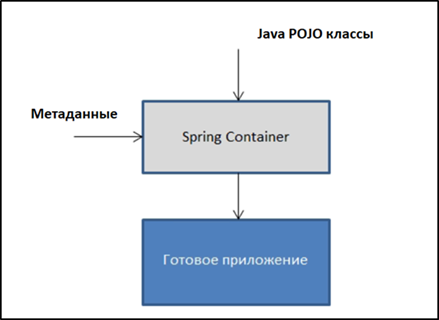 Java POJO классы
Метаданные
Spring Container
Готовое приложение